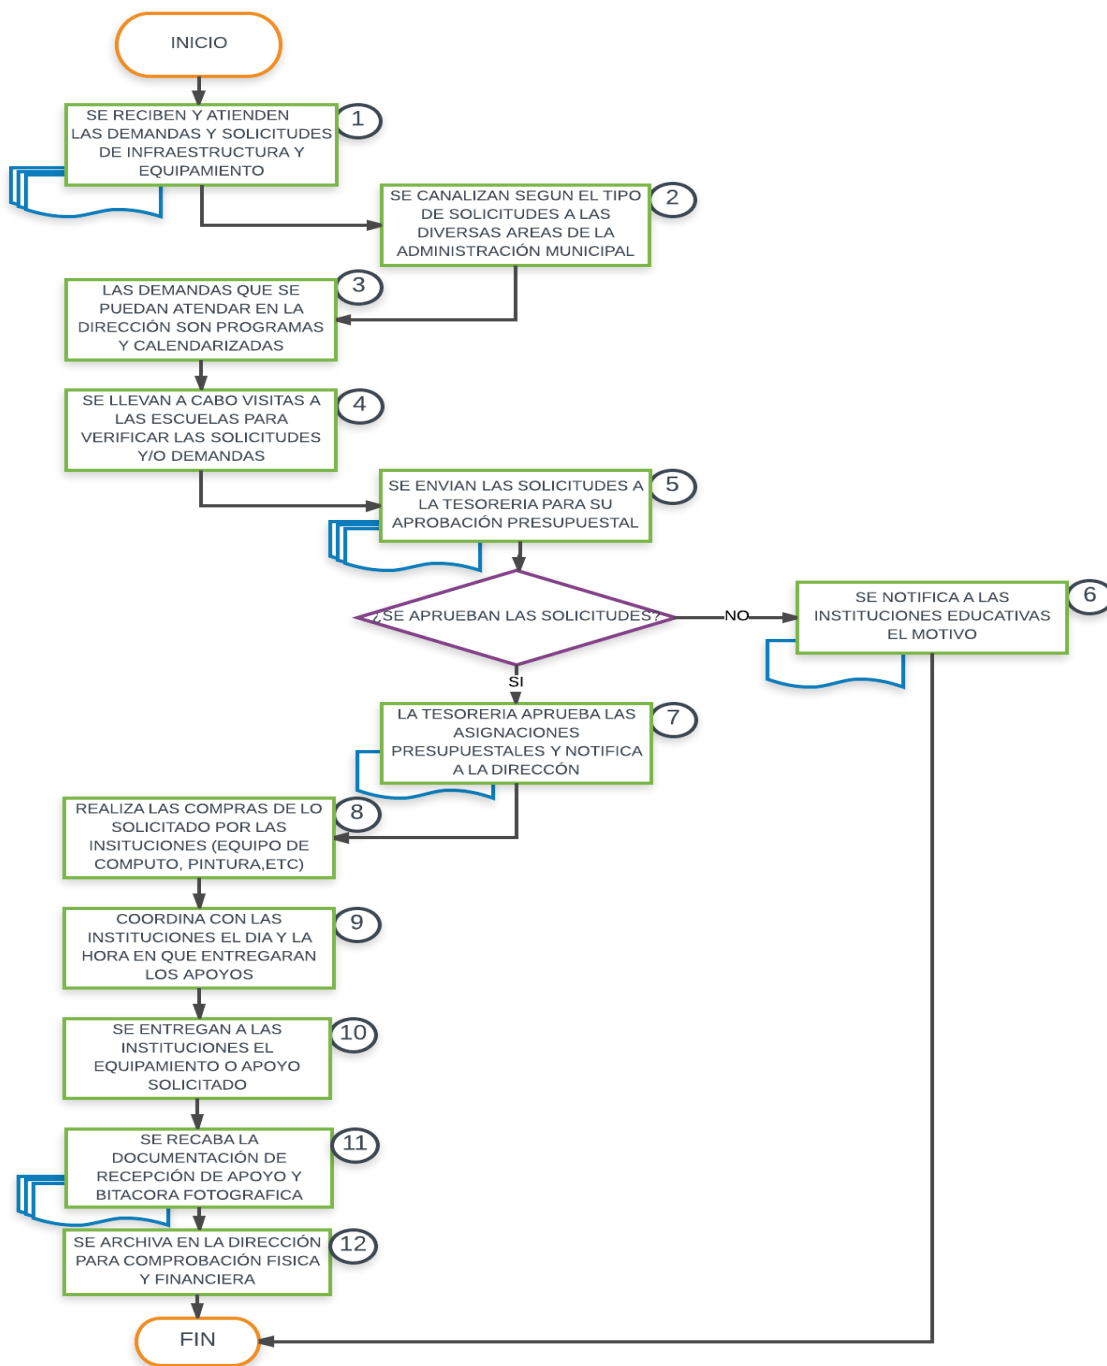 INICIO
1
SE RECIBEN Y ATIENDEN
LAS DEMANDAS Y SOLICITUDES
DE INFRAESTRUCTURA Y
EQUIPAMIENTO
2
SE CANALIZAN SEGUN EL TIPO
DE SOLICITUDES A LAS
DIVERSAS AREAS DE LA
ADMINISTRACIÓN MUNICIPAL
3
LAS DEMANDAS QUE SE
PUEDAN ATENDAR EN LA
DIRECCIÓN SON PROGRAMAS
Y CALENDARIZADAS
4
SE LLEVAN A CABO VISITAS A
LAS ESCUELAS PARA
VERIFICAR LAS SOLICITUDES
Y/O DEMANDAS
5
SE ENVIAN LAS SOLICITUDES A
LA TESORERIA PARA SU
APROBACIÓN PRESUPUESTAL
¿SE APRUEBAN LAS SOLICITUDES?
NO
6
SE NOTIFICA A LAS
INSTITUCIONES EDUCATIVAS
EL MOTIVO
SI
7
LA TESORERIA APRUEBA LAS
ASIGNACIONES
PRESUPUESTALES Y NOTIFICA
A LA DIRECCÓN
8
REALIZA LAS COMPRAS DE LO
SOLICITADO POR LAS
INSITUCIONES (EQUIPO DE
COMPUTO, PINTURA,ETC)
9
COORDINA CON LAS
INSTITUCIONES EL DIA Y LA
HORA EN QUE ENTREGARAN
LOS APOYOS
10
SE ENTREGAN A LAS
INSTITUCIONES EL
EQUIPAMIENTO O APOYO
SOLICITADO
11
SE RECABA LA
DOCUMENTACIÓN DE
RECEPCIÓN DE APOYO Y
BITACORA FOTOGRAFICA
12
SE ARCHIVA EN LA DIRECCIÓN
PARA COMPROBACIÓN FISICA
Y FINANCIERA
FIN